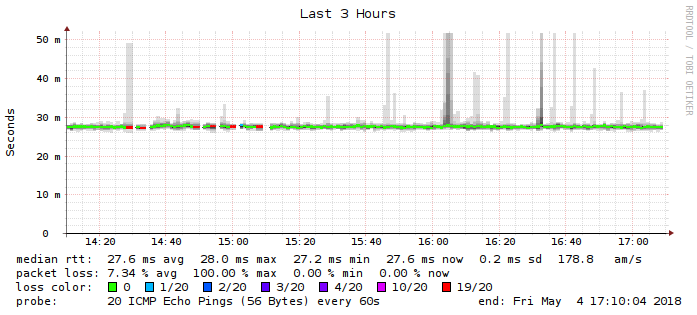 Last 3 Hours
RRDTOOL / TOBI OETIKER
Seconds
50 m
40 m
30 m
20 m
10 m
0
14:20 14:40 15:00 15:20 15:40 16:00 16:20 16:40 17:00
median rtt: 27.6 ms avg 28.0 ms max 27.2 ms min 27.6 ms now 0.2 ms sd 178.8 am/s
packet loss: 7.34 % avg 100.00 % max 0.00 % min 0.00 % now
loss color: 0 1/20 2/20 3/20 4/20 10/20 19/20
probe: 20 ICMP Echo Pings (56 Bytes) every 60s end: Fri May 4 17:10:04 2018